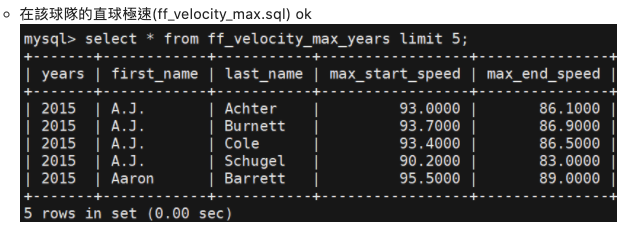 在該球隊的直球極速(ff_velocity_max.sql) ok
mysql> select * from ff_velocity_max_years limit 5;
+-------+------------+-----------+-----------------+---------------+
| years | first_name | last_name | max_start_speed | max_end_speed |
+-------+------------+-----------+-----------------+---------------+
| 2015 | A.J. | Achter | 93.0000 | 86.1000 |
| 2015 | A.J. | Burnett | 93.7000 | 86.9000 |
| 2015 | A.J. | Cole | 93.4000 | 86.5000 |
| 2015 | A.J. | Schugel | 90.2000 | 83.0000 |
| 2015 | Aaron | Barrett | 95.5000 | 89.0000 |
+-------+------------+-----------+-----------------+---------------+
5 rows in set (0.00 sec)